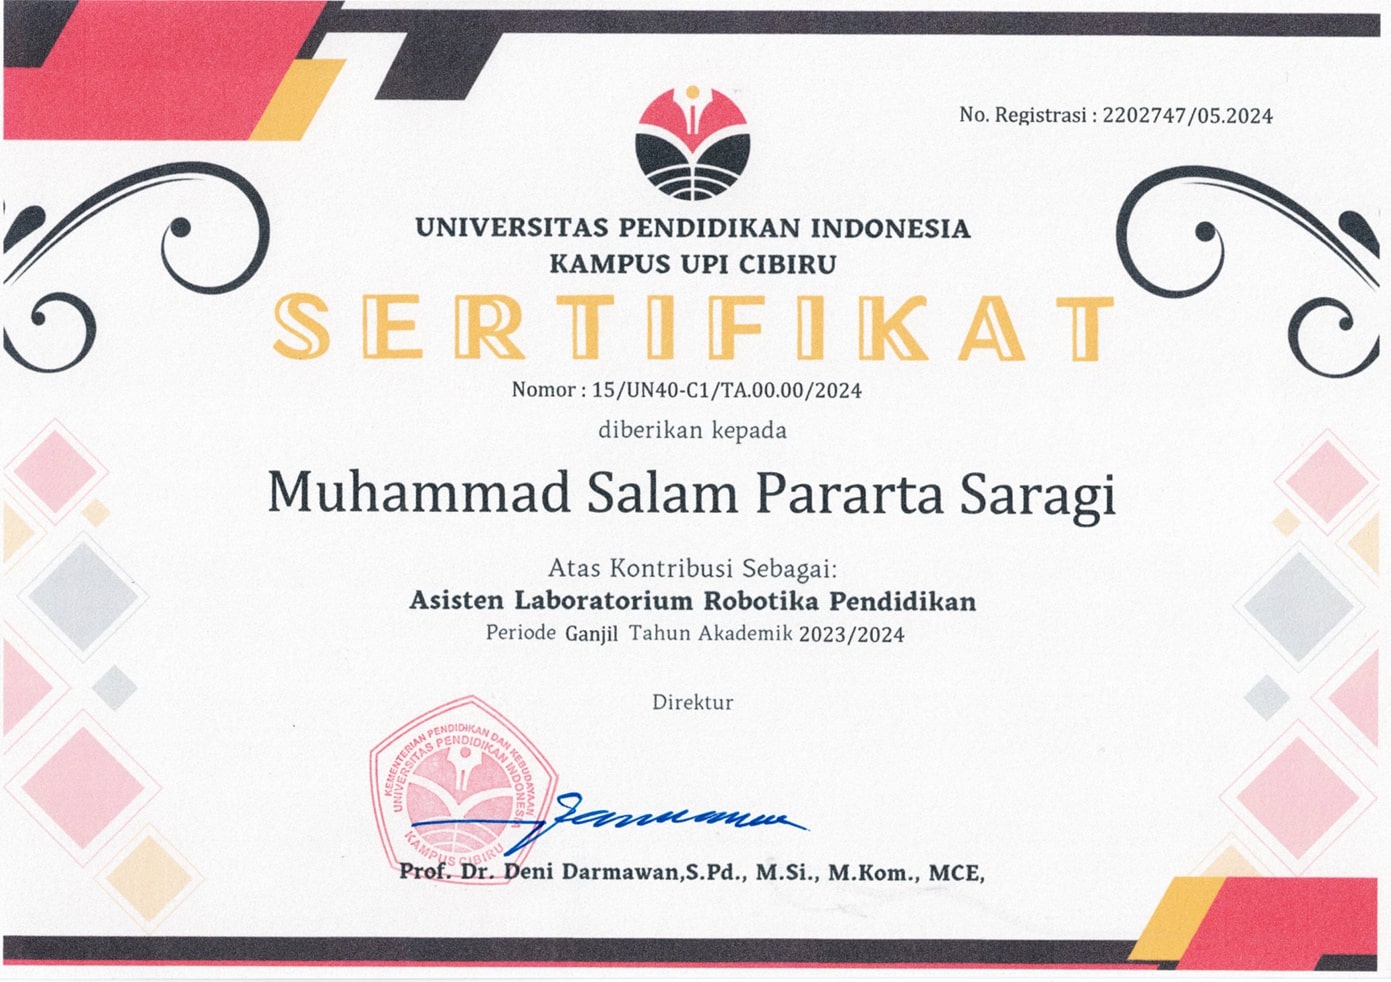 No. Registrasi : 2202747/05.2024
UNIVERSITAS PENDIDIKAN INDONESIA
KAMPUS UPI CIBIRU
SERTIFIKAT
Nomor : 15/UN40-C1/TA.00.00/2024
diberikan kepada
Muhammad Salam Pararta Saragi
Atas Kontribusi Sebagai:
Asisten Laboratorium Robotika Pendidikan
Periode Ganjil Tahun Akademik 2023/2024
Direktur
KEMENTERIAN PENDIDIKAN DAN KEBUDAYAAN
UNIVERSITAS PENDIDIKAN INDONESIA
KAMPUS CIBIRU
Prof. Dr. Deni Darmawan,S.Pd., M.Si., M.Kom., MCE,